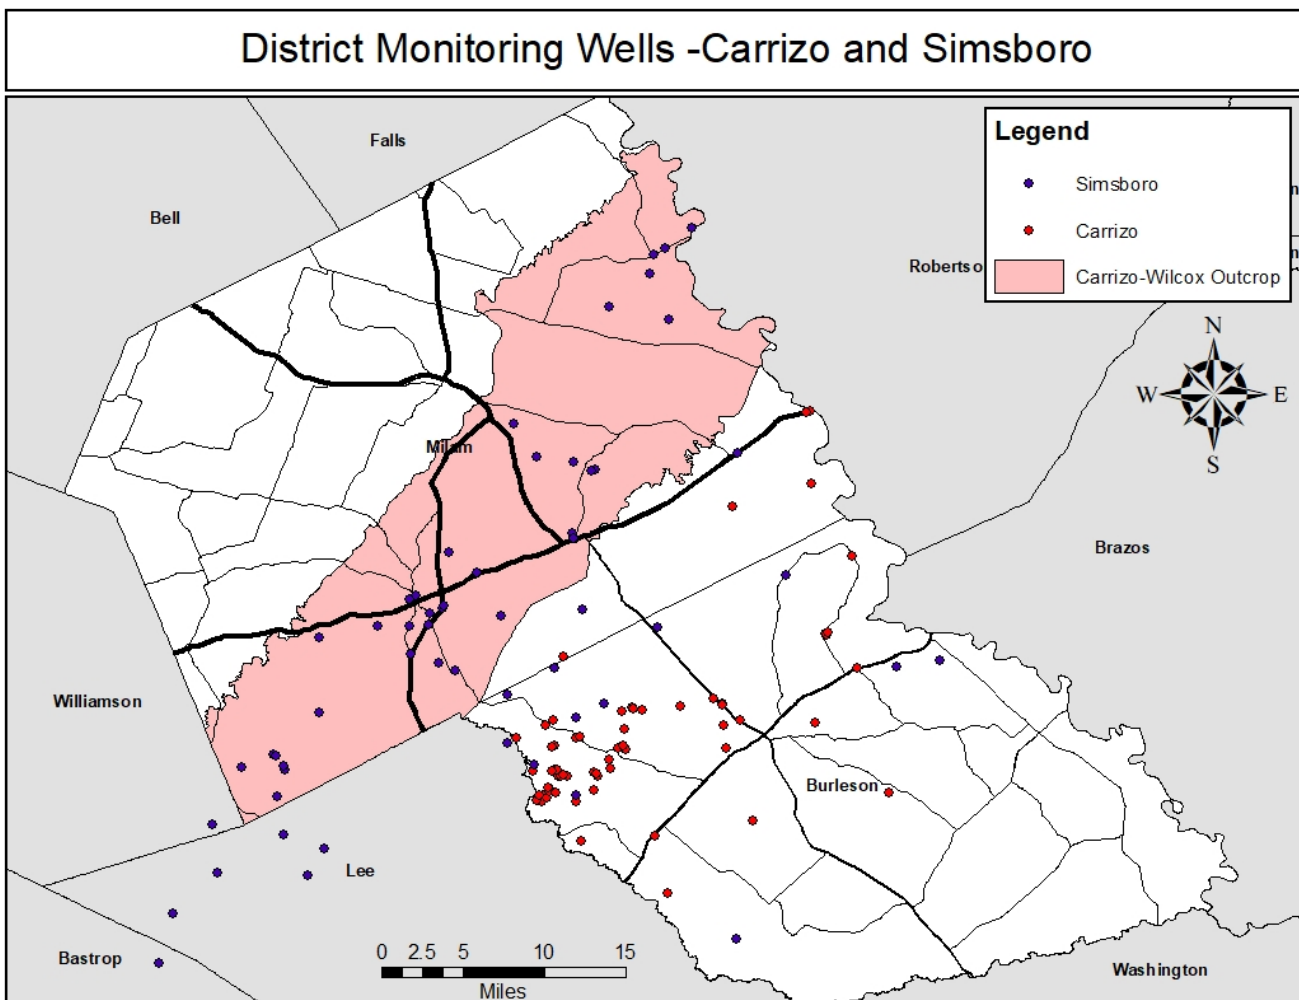 District Monitoring Wells -Carrizo and Simsboro
Falls
Bell
Legend
Simsboro
Carrizo
Carrizo-Wilcox Outcrop
Robertso
n
n
N
W
E
S
Milam
Brazos
Williamson
Burleson
Lee
Bastrop
0 2.5 5 10 15
Miles
Washington